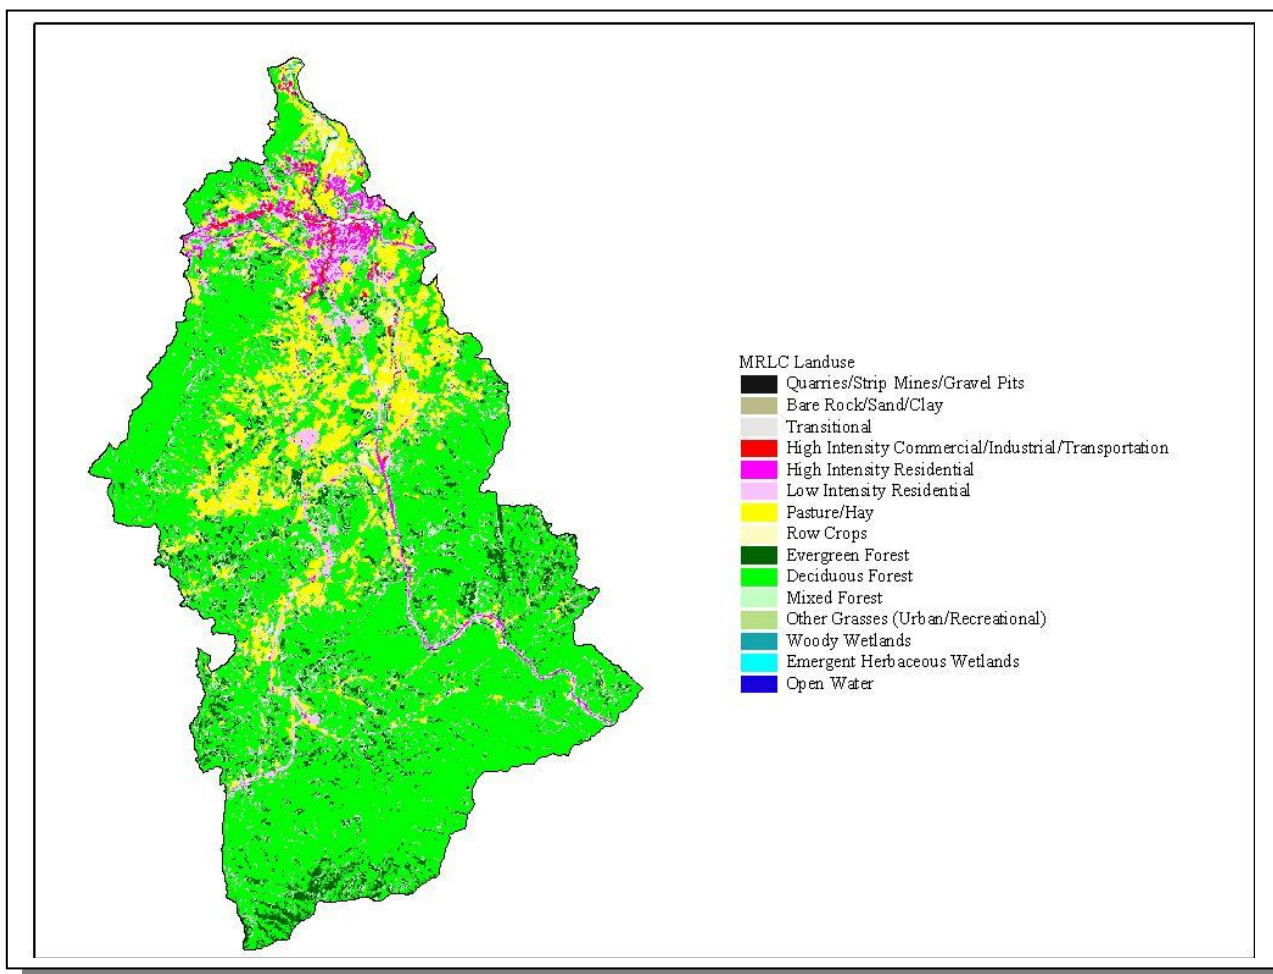 MRLC Landuse
Quarries/Strip Mines/Gravel Pits
Bare Rock/Sand/Clay
Transitional
High Intensity Commercial/Industrial/Transportation
High Intensity Residential
Low Intensity Residential
Pasture/Hay
Row Crops
Evergreen Forest
Deciduous Forest
Mixed Forest
Other Grasses (Urban/Recreational)
Woody Wetlands
Emergent Herbaceous Wetlands
Open Water